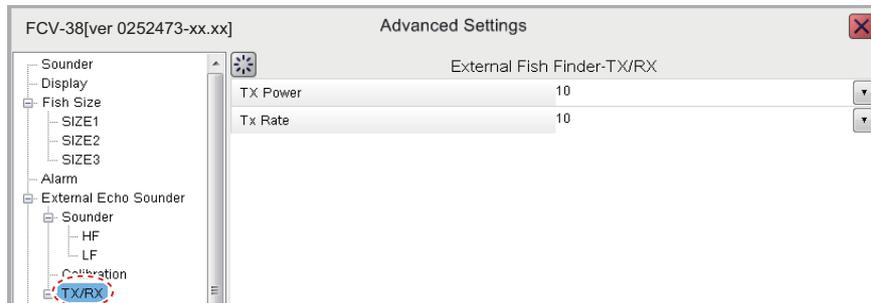 FCV-38[ver 0252473-xx.xx]
Advanced Settings
Sounder
Display
Fish Size
SIZE1
SIZE2
SIZE3
Alarm
External Echo Sounder
Sounder
HF
LF
Calibration
TX/RX
External Fish Finder-TX/RX
TX Power 10
Tx Rate 10